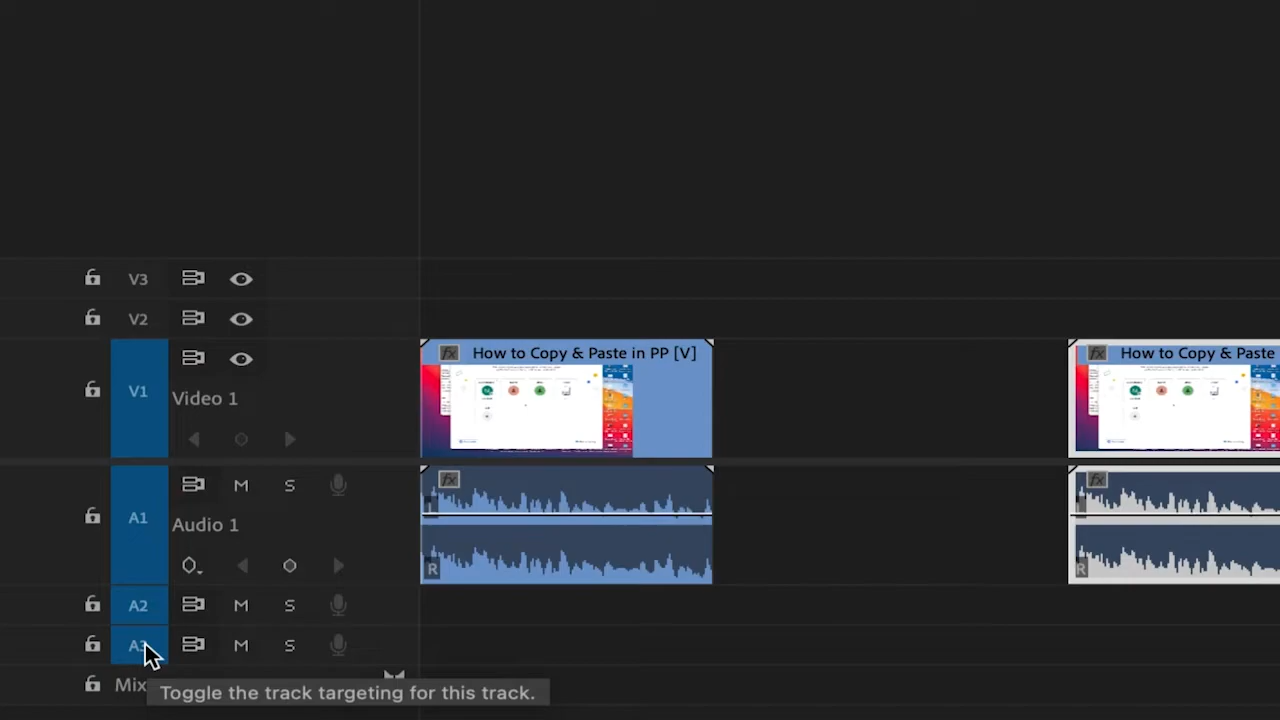 V3
V2
How to Copy & Paste in PP [V]
How to Copy & Paste
V1
Video 1
M S
A1
Audio 1
R
R
A2 M S
A3 M S
Mix
Toggle the track targeting for this track.